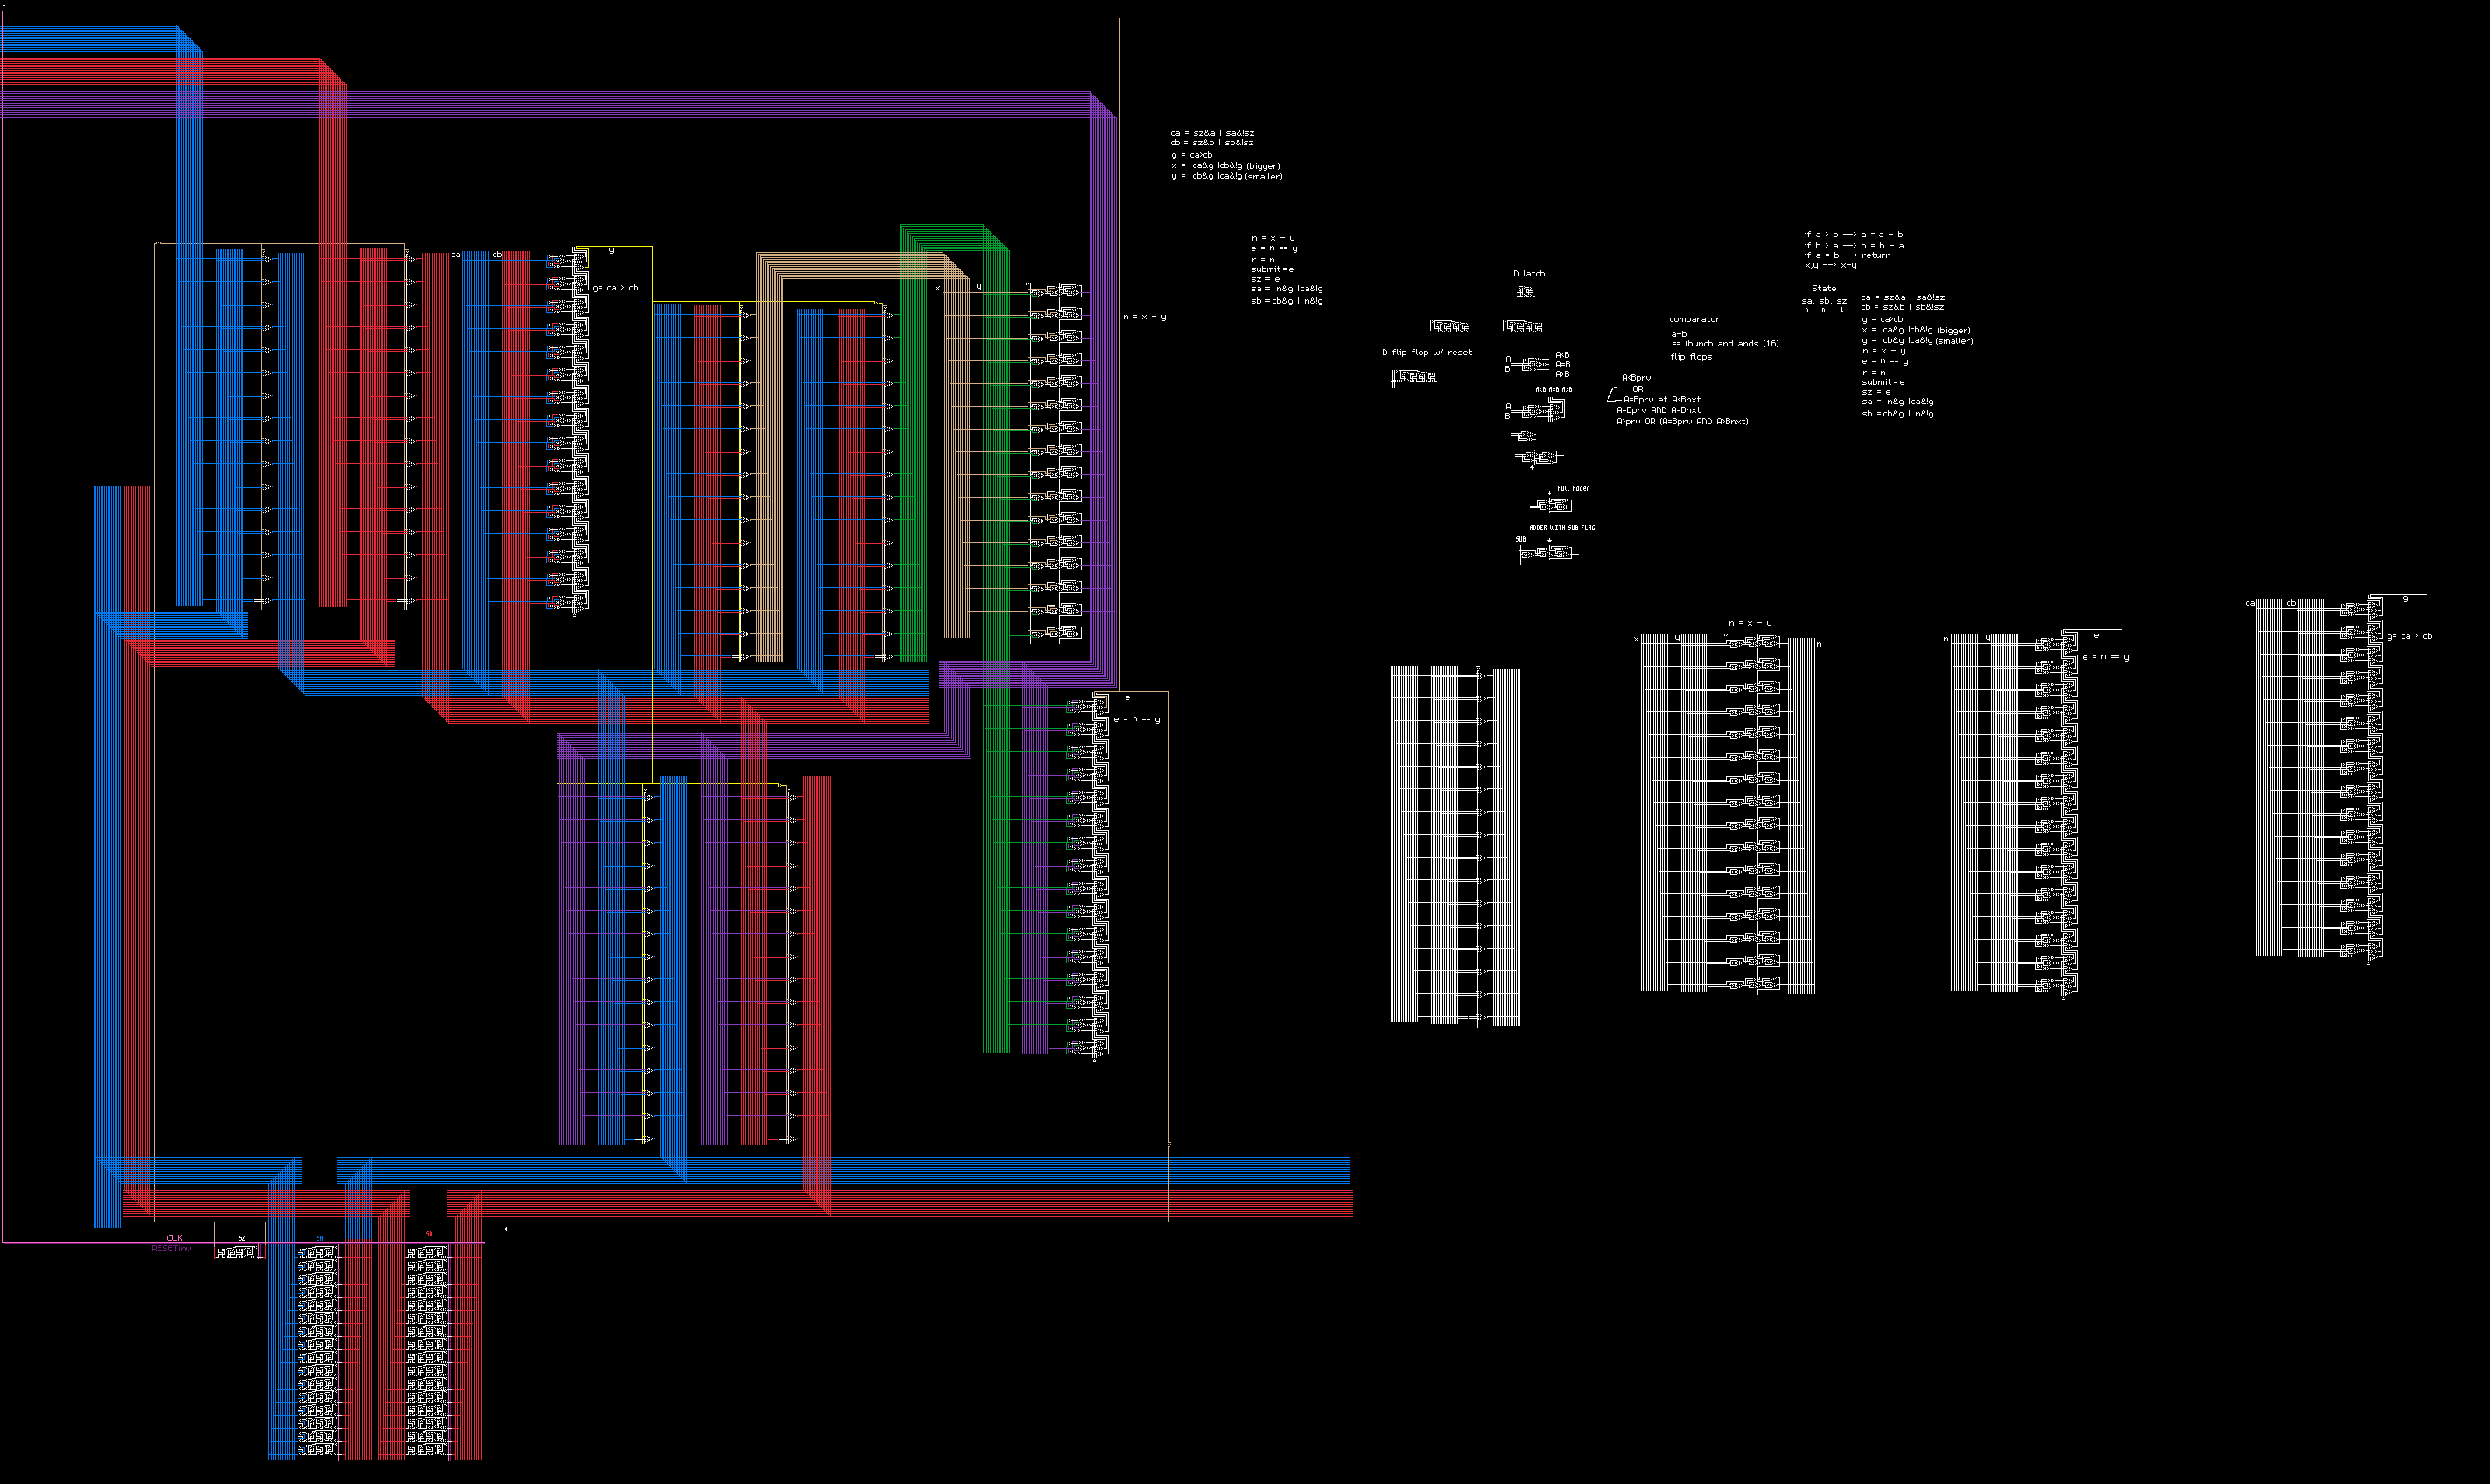 ca = sz&a | sa&!sz
cb = sz&b | sb&!sz
g = ca>cb
x = ca&g |cb&!g (bigger)
y = cb&g |ca&!g (smaller)
n = x - y
e = n == y
r = n
submit=e
sz := e
sa := n&g |ca&!g
sb :=cb&g | n&!g
if a > b --> a = a - b
if b > a --> b = b - a
if a = b --> return
x,y --> x-y
State
sa, sb, sz
n n 1
ca = sz&a | sa&!sz
cb = sz&b | sb&!sz
g = ca>cb
x = ca&g |cb&!g (bigger)
y = cb&g |ca&!g (smaller)
n = x - y
e = n == y
r = n
submit=e
sz := e
sa := n&g |ca&!g
sb :=cb&g | n&!g
ca cb
g
g= ca > cb
x y
n = x - y
D latch
D flip flop w/ reset
A
B
A<B
A=B
A>B
A<B A=B A>B
A
B
comparator
a-b
== (bunch and ands (16)
flip flops
A<Bprv
OR
A=Bprv et A<Bnxt
A=Bprv AND A=Bnxt
A>prv OR (A=Bprv AND A>Bnxt)
Full Adder
ADDER WITH SUB FLAG
SUB
ca cb
g
g= ca > cb
n = x - y
x y
n
n y
e
e = n == y
e
e = n == y
CLK
RESETinv
SZ
SA
SB